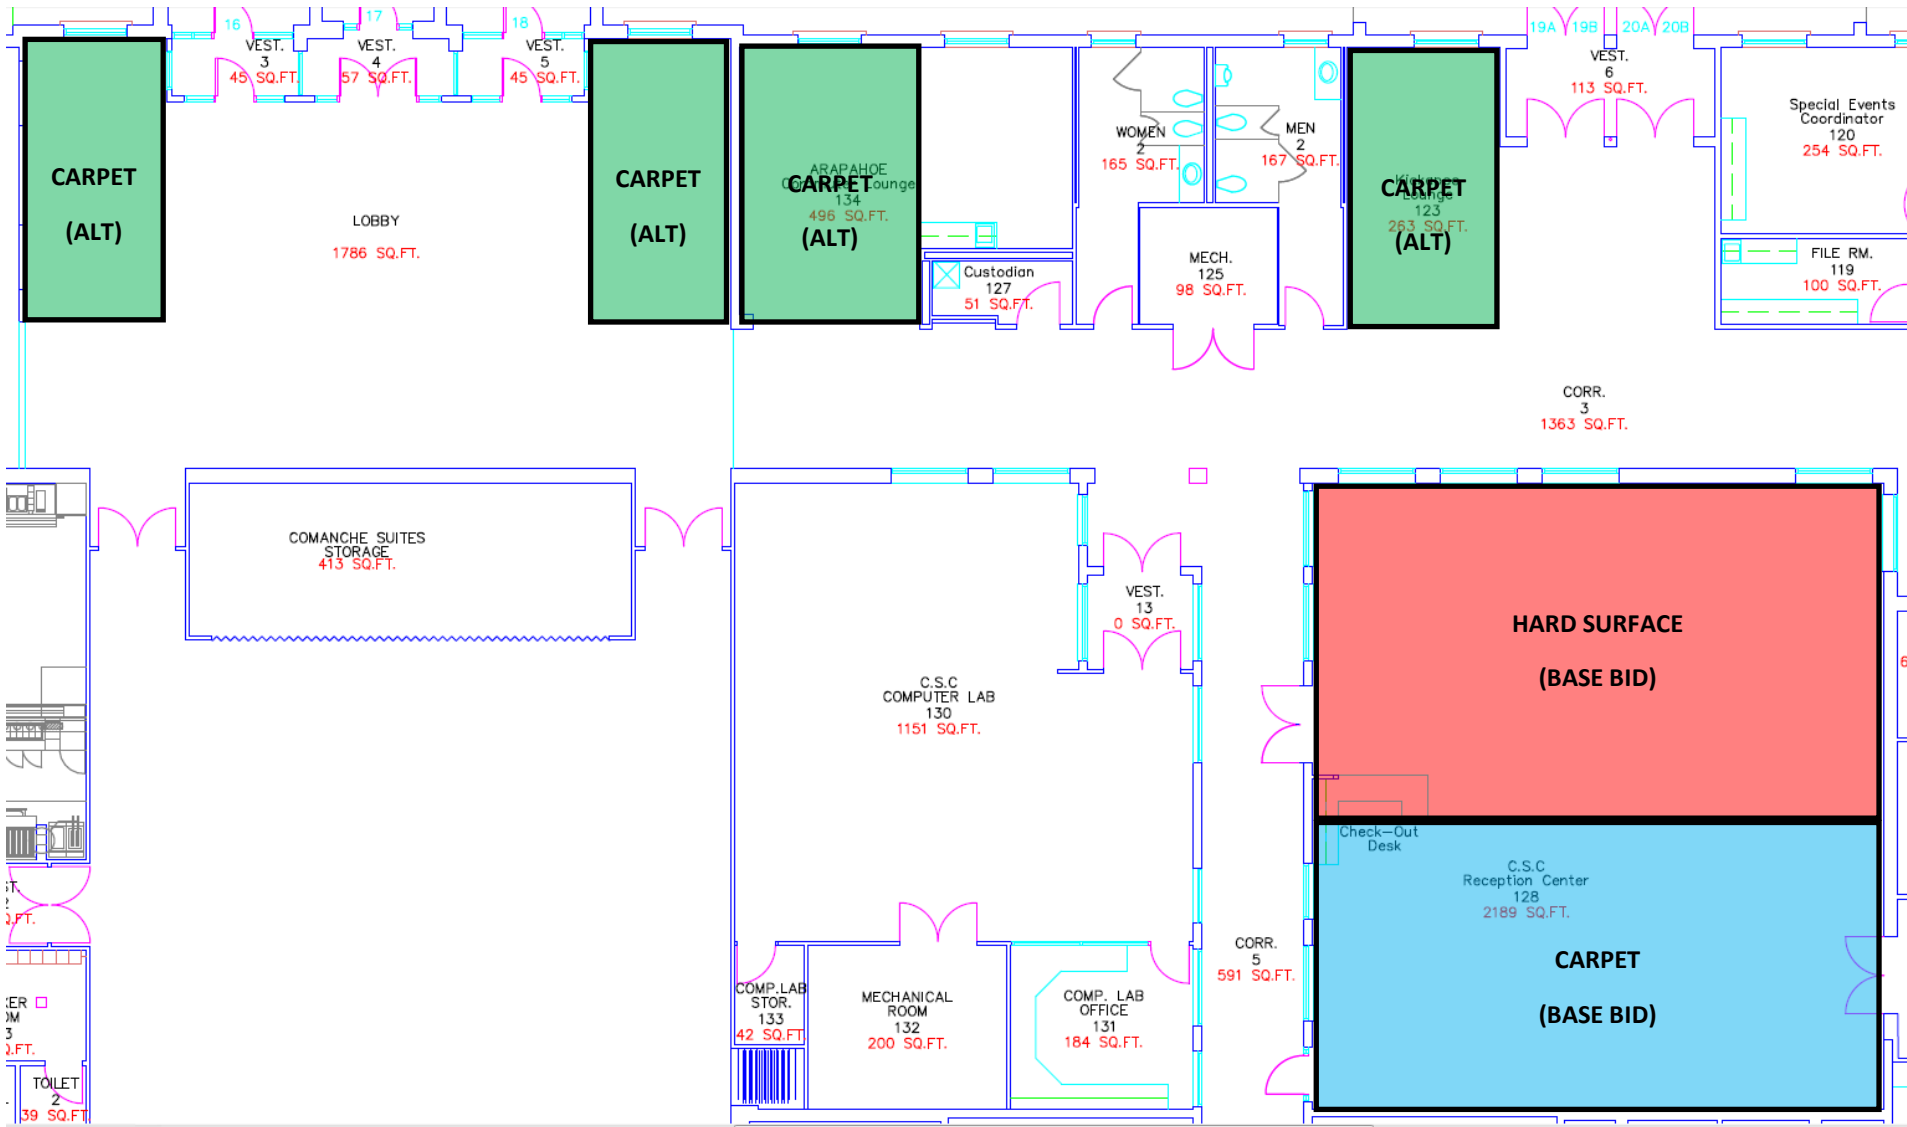 16
17
18
19A 19B
20A 20B
VEST.
3
45 SQ.FT.
VEST.
4
57 SQ.FT.
VEST.
5
45 SQ.FT.
VEST.
6
113 SQ.FT.
CARPET
(ALT)
LOBBY
1786 SQ.FT.
CARPET
(ALT)
ARAPAHOE
Lounge
134
496 SQ.FT.
CARPET
(ALT)
WOMEN
2
165 SQ.FT.
MEN
2
167 SQ.FT.
Lounge
123
263 SQ.FT.
CARPET
(ALT)
Special Events
Coordinator
120
254 SQ.FT.
Custodian
127
51 SQ.FT.
MECH.
125
98 SQ.FT.
FILE RM.
119
100 SQ.FT.
CORR.
3
1363 SQ.FT.
COMANCHE SUITES
STORAGE
413 SQ.FT.
VEST.
13
0 SQ.FT.
HARD SURFACE
(BASE BID)
C.S.C
COMPUTER LAB
130
1151 SQ.FT.
6
Check-Out
Desk
C.S.C
Reception Center
128
2189 SQ.FT.
CARPET
(BASE BID)
CORR.
5
591 SQ.FT.
COMP.LAB
STOR.
133
42 SQ.FT
MECHANICAL
ROOM
132
200 SQ.FT.
COMP. LAB
OFFICE
131
184 SQ.FT.
TOILET
2
39 SQ.FT